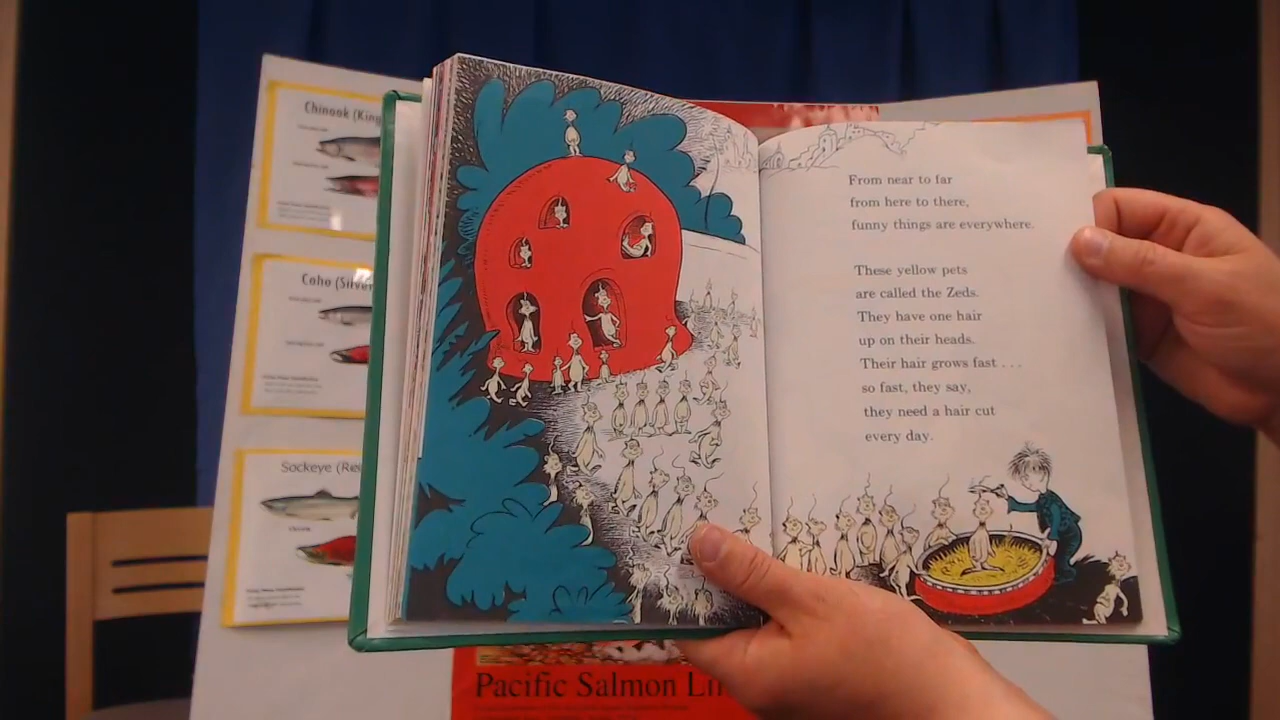 Chinook (King
Coho (Silver
Sockeye (Re
From near to far
from here to there,
funny things are everywhere.
These yellow pets
are called the Zeds.
They have one hair
up on their heads.
Their hair grows fast . . .
so fast, they say,
they need a hair cut
every day.
Pacific Salmon Li